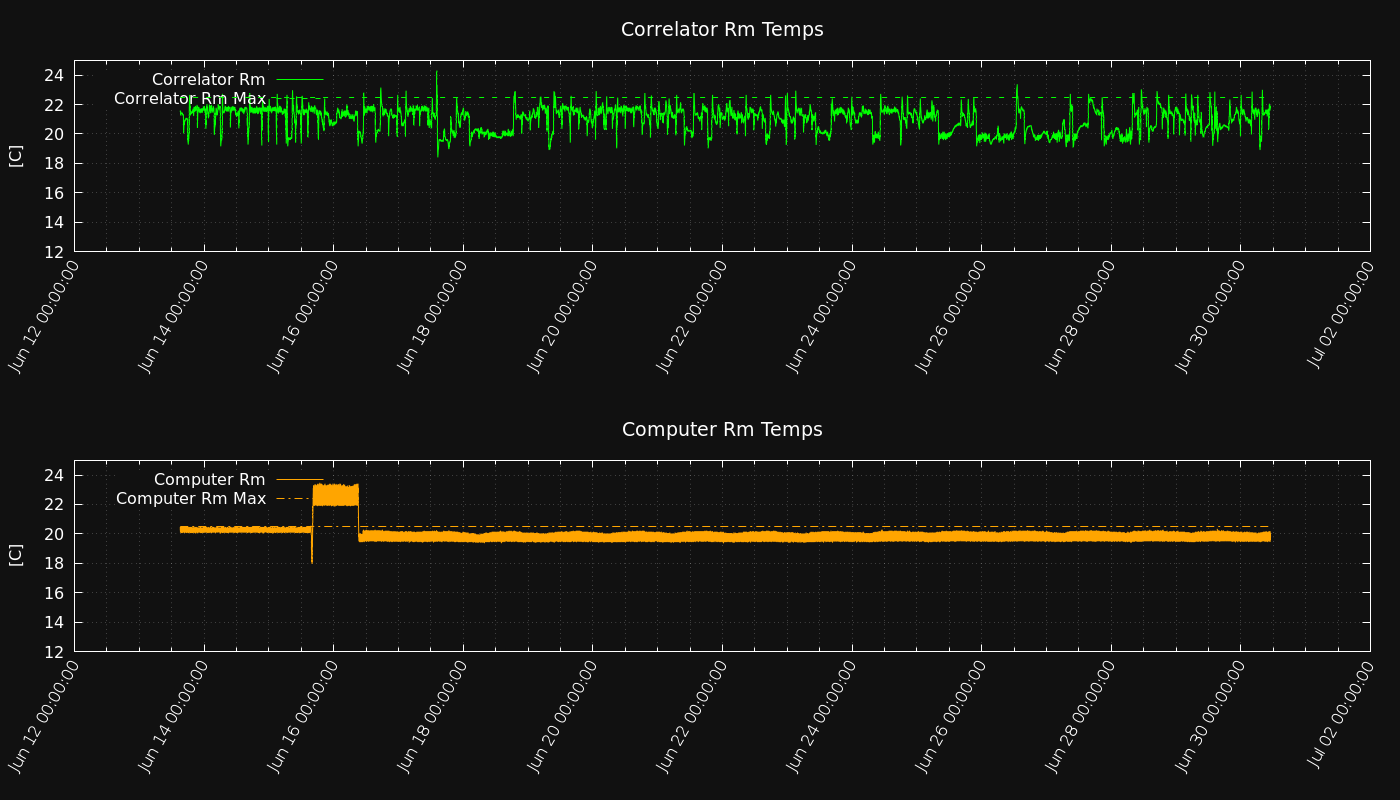 Correlator Rm Temps
Correlator Rm
Correlator Rm Max
24
22
20
18
16
14
12
[C]
Jun 12 00:00:00
Jun 14 00:00:00
Jun 16 00:00:00
Jun 18 00:00:00
Jun 20 00:00:00
Jun 22 00:00:00
Jun 24 00:00:00
Jun 26 00:00:00
Jun 28 00:00:00
Jun 30 00:00:00
Jul 02 00:00:00
Computer Rm Temps
Computer Rm
Computer Rm Max
24
22
20
18
16
14
12
[C]
Jun 12 00:00:00
Jun 14 00:00:00
Jun 16 00:00:00
Jun 18 00:00:00
Jun 20 00:00:00
Jun 22 00:00:00
Jun 24 00:00:00
Jun 26 00:00:00
Jun 28 00:00:00
Jun 30 00:00:00
Jul 02 00:00:00